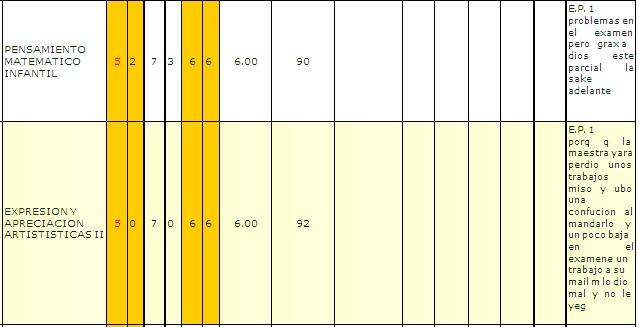 E.P. 1
problemas en
el examen
pero graxa
dios este
parcial la
sake
adelante
PENSAMIENTO
MATEMATICO
INFANTIL
5 2 7 3 6 6 6.00 90
E.P. 1
porq q la
maestra yara
perdio unos
trabajos
miso y ubo
una
confucion al
mandarlo y
un poco baja
en el
examene un
trabajo a su
mail m lo dio
mal y no le
yeg
EXPRESION Y
APRECIACION
ARTISTISTICAS II
5 0 7 0 6 6 6.00 92